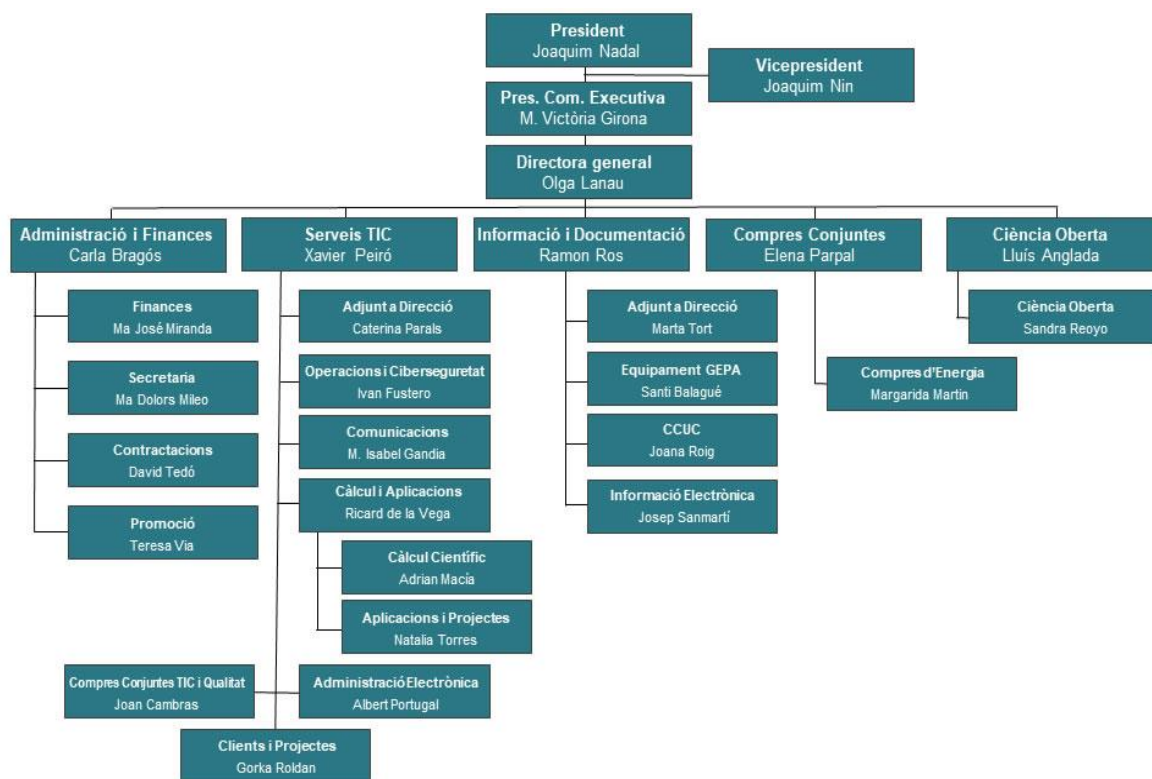 President
Joaquim Nadal
Vicepresident
Joaquim Nin
Pres. Com. Executiva
M. Victòria Girona
Directora general
Olga Lanau
Administració i Finances
Carla Bragós
Serveis TIC
Xavier Peiró
Informació i Documentació
Ramon Ros
Compres Conjuntes
Elena Parpal
Ciència Oberta
Lluís Anglada
Finances
Ma José Miranda
Secretaria
Ma Dolors Mileo
Contractacions
David Tedó
Promoció
Teresa Via
Adjunt a Direcció
Caterina Parals
Operacions i Ciberseguretat
Ivan Fustero
Comunicacions
M. Isabel Gandia
Càlcul i Aplicacions
Ricard de la Vega
Càlcul Científic
Adrian Macía
Aplicacions i Projectes
Natalia Torres
Compres Conjuntes TIC i Qualitat
Joan Cambras
Administració Electrònica
Albert Portugal
Clients i Projectes
Gorka Roldan
Adjunt a Direcció
Marta Tort
Equipament GEPA
Santi Balagué
CCUC
Joana Roig
Informació Electrònica
Josep Sanmartí
Compres d'Energia
Margarida Martin
Ciència Oberta
Sandra Reoyo